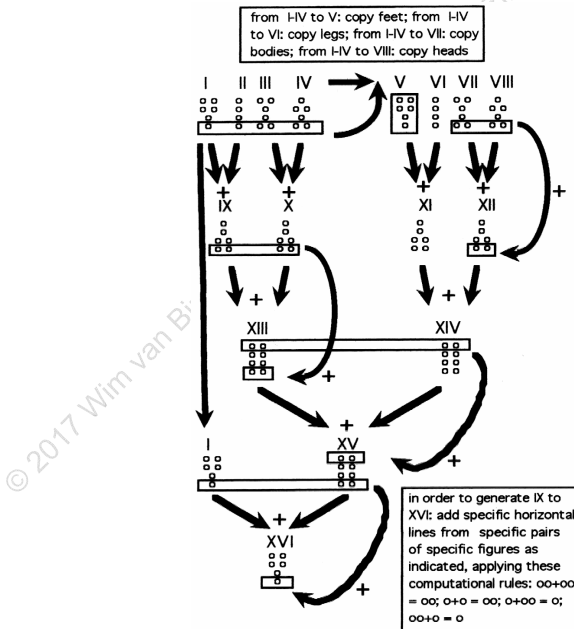 from I-IV to V: copy feet; from I-IV
to VI: copy legs; from I-IV to VII: copy
bodies; from I-IV to VIII: copy heads
I II III IV V VI VII VIII
+ + + +
IX X XI XII
+
+ +
XIII XIV
+
+
I XV
+
+
XVI
+
in order to generate IX to
XVI: add specific horizontal
lines from specific pairs
of specific figures as
indicated, applying these
computational rules: oo+oo
= oo; o+o = oo; o+oo = o;
oo+o = o
© 2017 Wim van